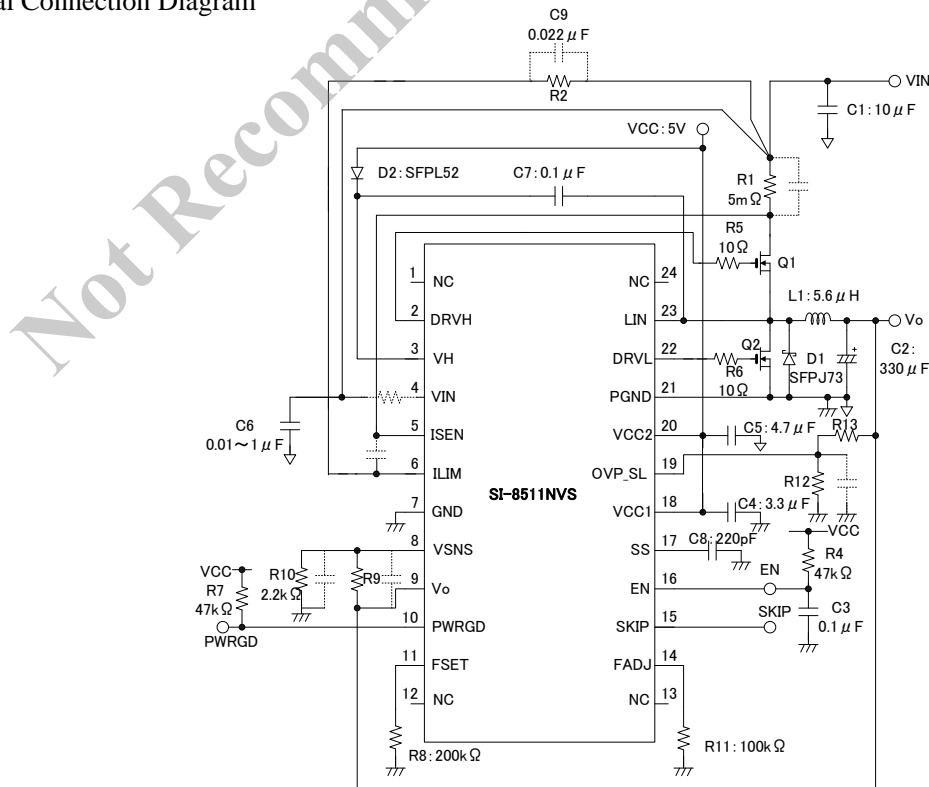 al Connection Diagram
Not Recomm
C9
0.022μF
R2
VIN
C1:10μF
VCC:5V
D2:SFPL52
C7:0.1μF
R1
5mΩ
R5
10Ω
Q1
1
NC
24
NC
L1:5.6μH
2
DRVH
23
LIN
Vo
3
VH
22
DRVL
Q2
D1
SFPJ73
C2:
330μF
R6
10Ω
4
VIN
21
PGND
C6
0.01~1μF
5
ISEN
20
VCC2
C5:4.7μF
R13
6
ILIM
19
OVP_SL
R12
SI-8511NVS
7
GND
18
VCC1
C4:3.3μF
VCC
8
VSNS
17
SS
C8:220pF
R4
47kΩ
VCC
R7
47kΩ
R10
2.2kΩ
R9
9
Vo
16
EN
EN
C3
0.1μF
10
PWRGD
PWRGD
15
SKIP
SKIP
11
FSET
14
FADJ
12
NC
13
NC
R8:200kΩ
R11:100kΩ